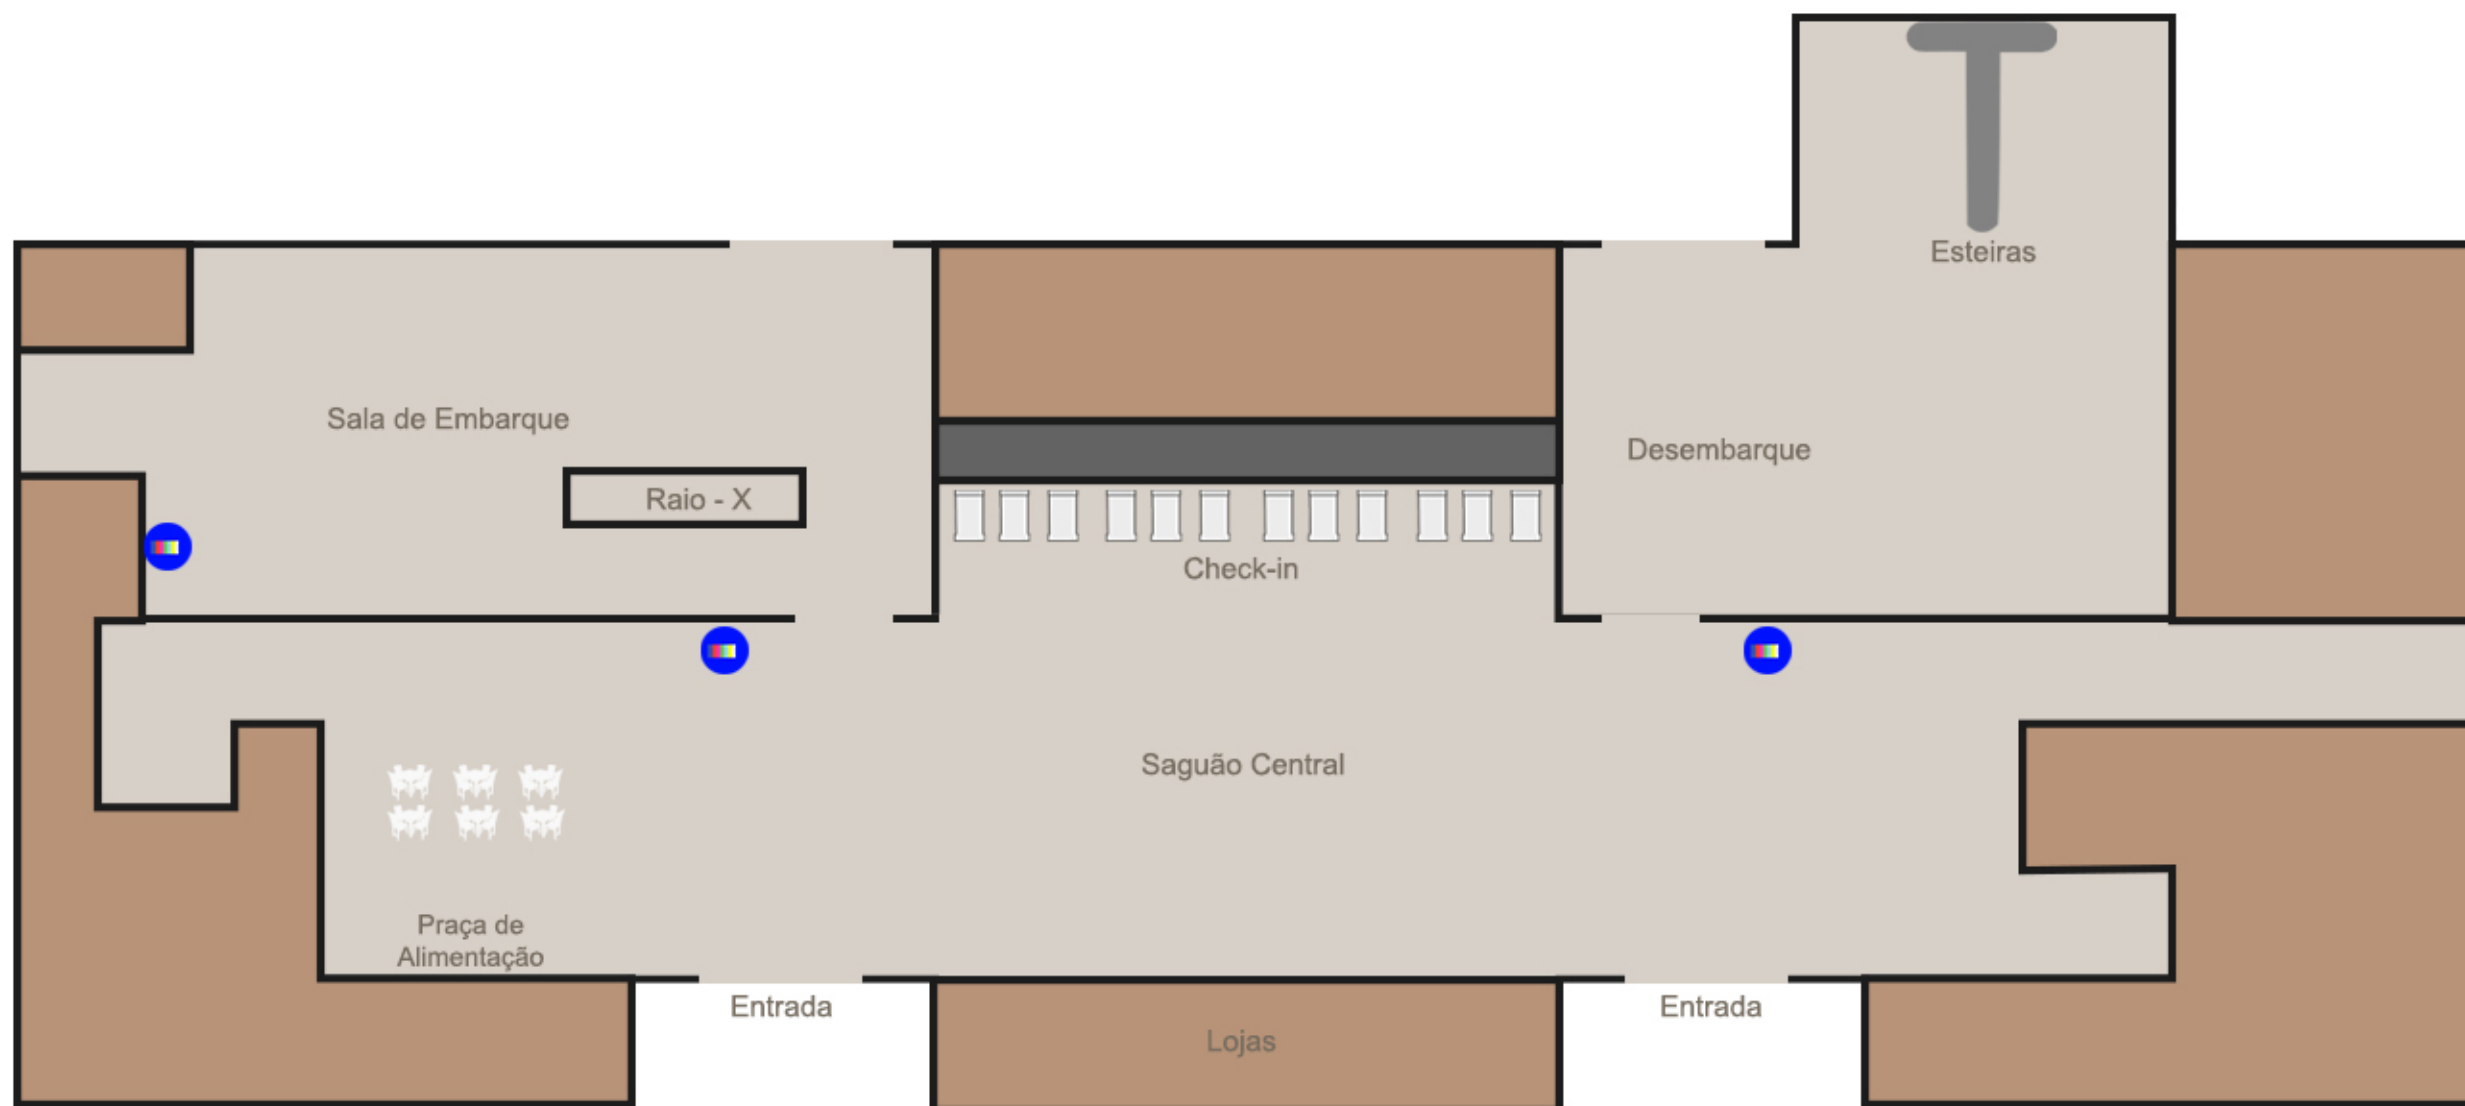 Esteiras
Sala de Embarque
Desembarque
Raio - X
Check-in
Saguão Central
Praça de
Alimentação
Entrada
Entrada
Lojas